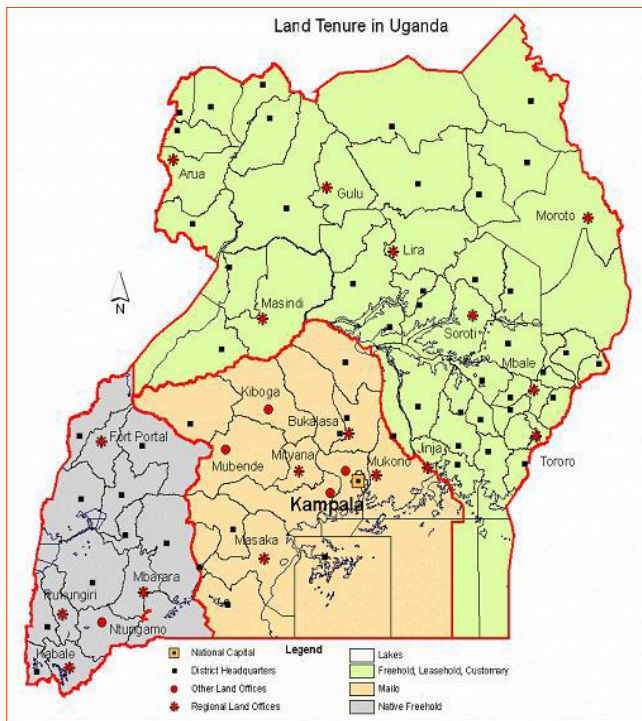 Land Tenure in Uganda
Arua
Gulu
Moroto
Lira
Masindi
Soroti
Mbale
Kiboga
Bukalasa
Fort Portal
Mityana
Jinja
Mubende
Mukono
Tororo
Kampala
Masaka
Mbarara
Rukungiri
Ntungamo
Kabale
N
Legend
National Capital
District Headquarters
Other Land Offices
Regional Land Offices
Lakes
Freehold, Leasehold, Customary
Mailo
Native Freehold